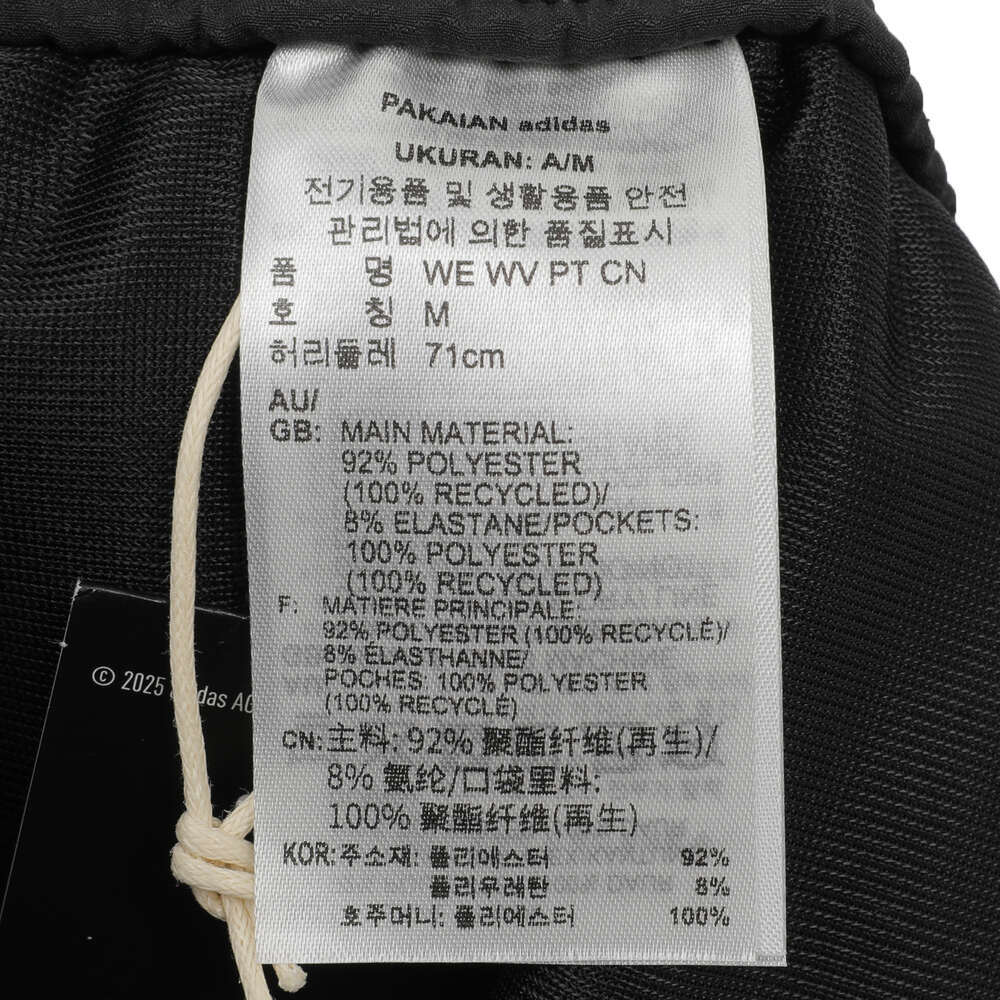 PAKAIAN adidas
UKURAN: A/M
전기용품 및 생활용품 안전
관리법에 의한 품질표시
품 명 WE WV PT CN
호 칭 M
허리둘레 71cm
AU/
GB: MAIN MATERIAL:
92% POLYESTER
(100% RECYCLED)/
8% ELASTANE/POCKETS:
100% POLYESTER
(100% RECYCLED)
F: MATIERE PRINCIPALE:
92% POLYESTER (100% RECYCLÉ)/
8% ÉLASTHANNE/
POCHES: 100% POLYESTER
(100% RECYCLÉ)
CN: 主料: 92% 聚酯纤维(再生)/
8% 氨纶/口袋里料:
100% 聚酯纤维(再生)
KOR: 주소재: 폴리에스터 92%
폴리우레탄 8%
호주머니: 폴리에스터 100%
© 2025 adidas AG